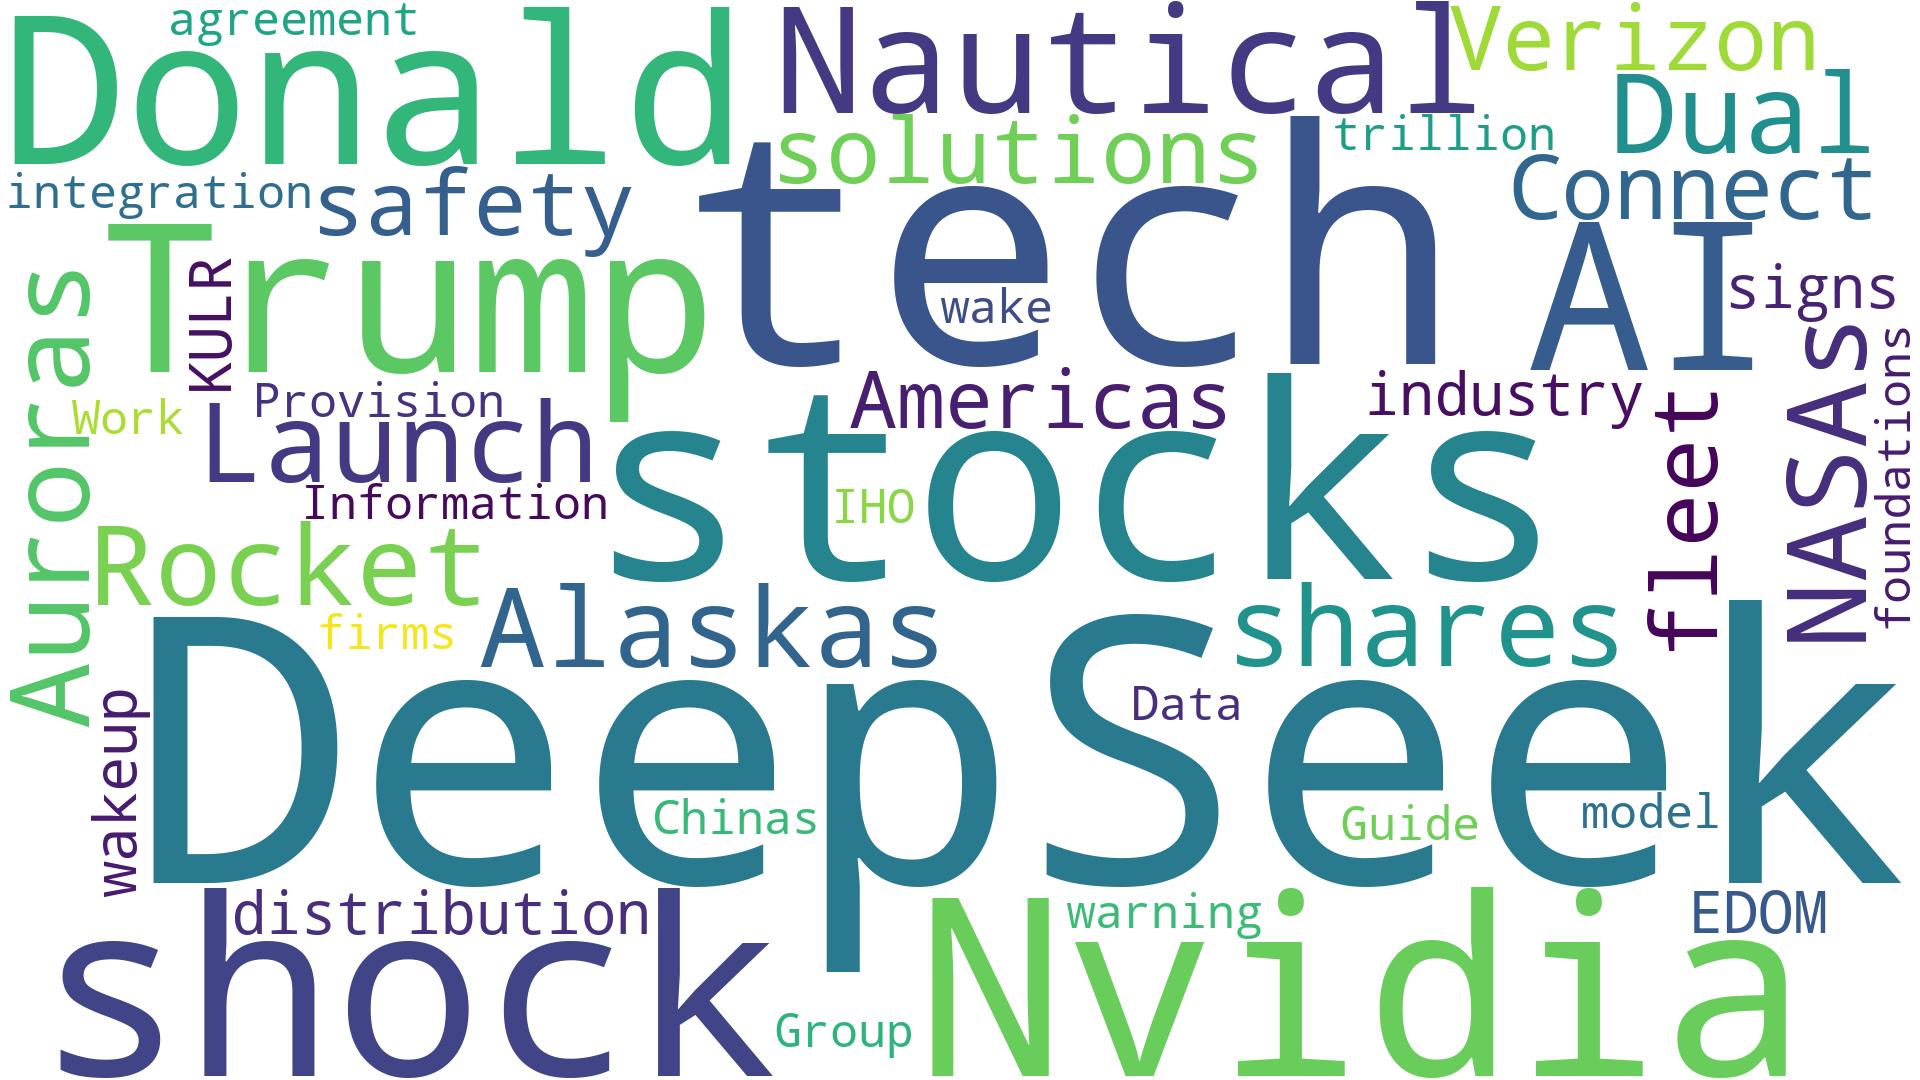 agreement
Donald
Nautical
Verizon
Dual
solutions
trillion
Connect
integration
safety
tech
Trump
AI
KULR
wake
signs
Auroras
NASAs
foundations
Americas
industry
fleet
Work
Provision
Launch
stocks
Information
IHO
Rocket
firms
Alaskas
shares
DeepSeek
Data
wakeup
Chinas
Guide
model
distribution
shock
Nvidia
warning
EDOM
Group